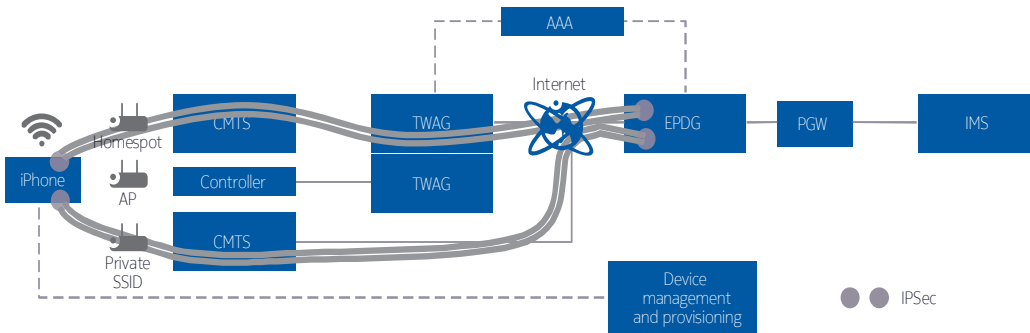 AAA
Internet
Homespot
CMTS
TWAG
EPDG
PGW
IMS
iPhone
AP
Controller
TWAG
Private
SSID
CMTS
Device
management
and provisioning
IPSec